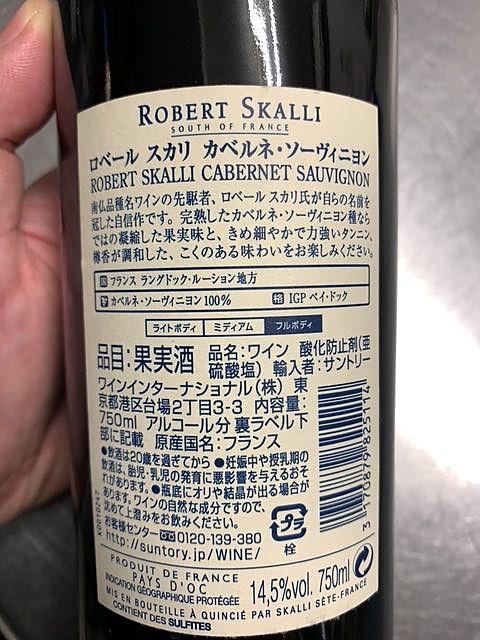 ROBERT SKALLI
SOUTH OF FRANCE
ロベール スカリ カベルネ・ソーヴィニヨン
ROBERT SKALLI CABERNET SAUVIGNON
南仏品種名ワインの先駆者、ロベール スカリ氏が自らの名前を
冠した自信作です。完熟したカベルネ・ソーヴィニヨン種なら
ではの凝縮した果実味と、きめ細やかで力強いタンニン、
樽香が調和した、こくのある味わいをお楽しみください。
フランス ラングドック・ルーション地方
カベルネ・ソーヴィニヨン100% 格 IGP ペイ・ドック
ライトボディ ミディアム フルボディ
品目:果実酒 品名:ワイン 酸化防止剤(亜
硫酸塩) 輸入者:サントリー
ワインインターナショナル(株) 東
京都港区台場2丁目3-3 内容量:
750ml アルコール分 裏ラベル下
部に記載 原産国名:フランス
●飲酒は20歳を過ぎてから ●妊娠中や授乳期の
飲酒は、胎児・乳児の発育に悪影響を与えるおそ
れがあります。●瓶底にオリや結晶が出る場合が
あります。ワインの自然な成分ですので、
沈めて上澄みをお飲みください。
お客様センター 0120-139-380
http://suntory.jp/WINE/
プラ
栓
3 170879 825114
PRODUIT DE FRANCE
PAYS D'OC
INDICATION GÉOGRAPHIQUE PROTÉGÉE
14,5%vol. 750ml
MIS EN BOUTEILLE À QUINCIÉ PAR SKALLI SÈTE-FRANCE
CONTIENT DES SULFITES